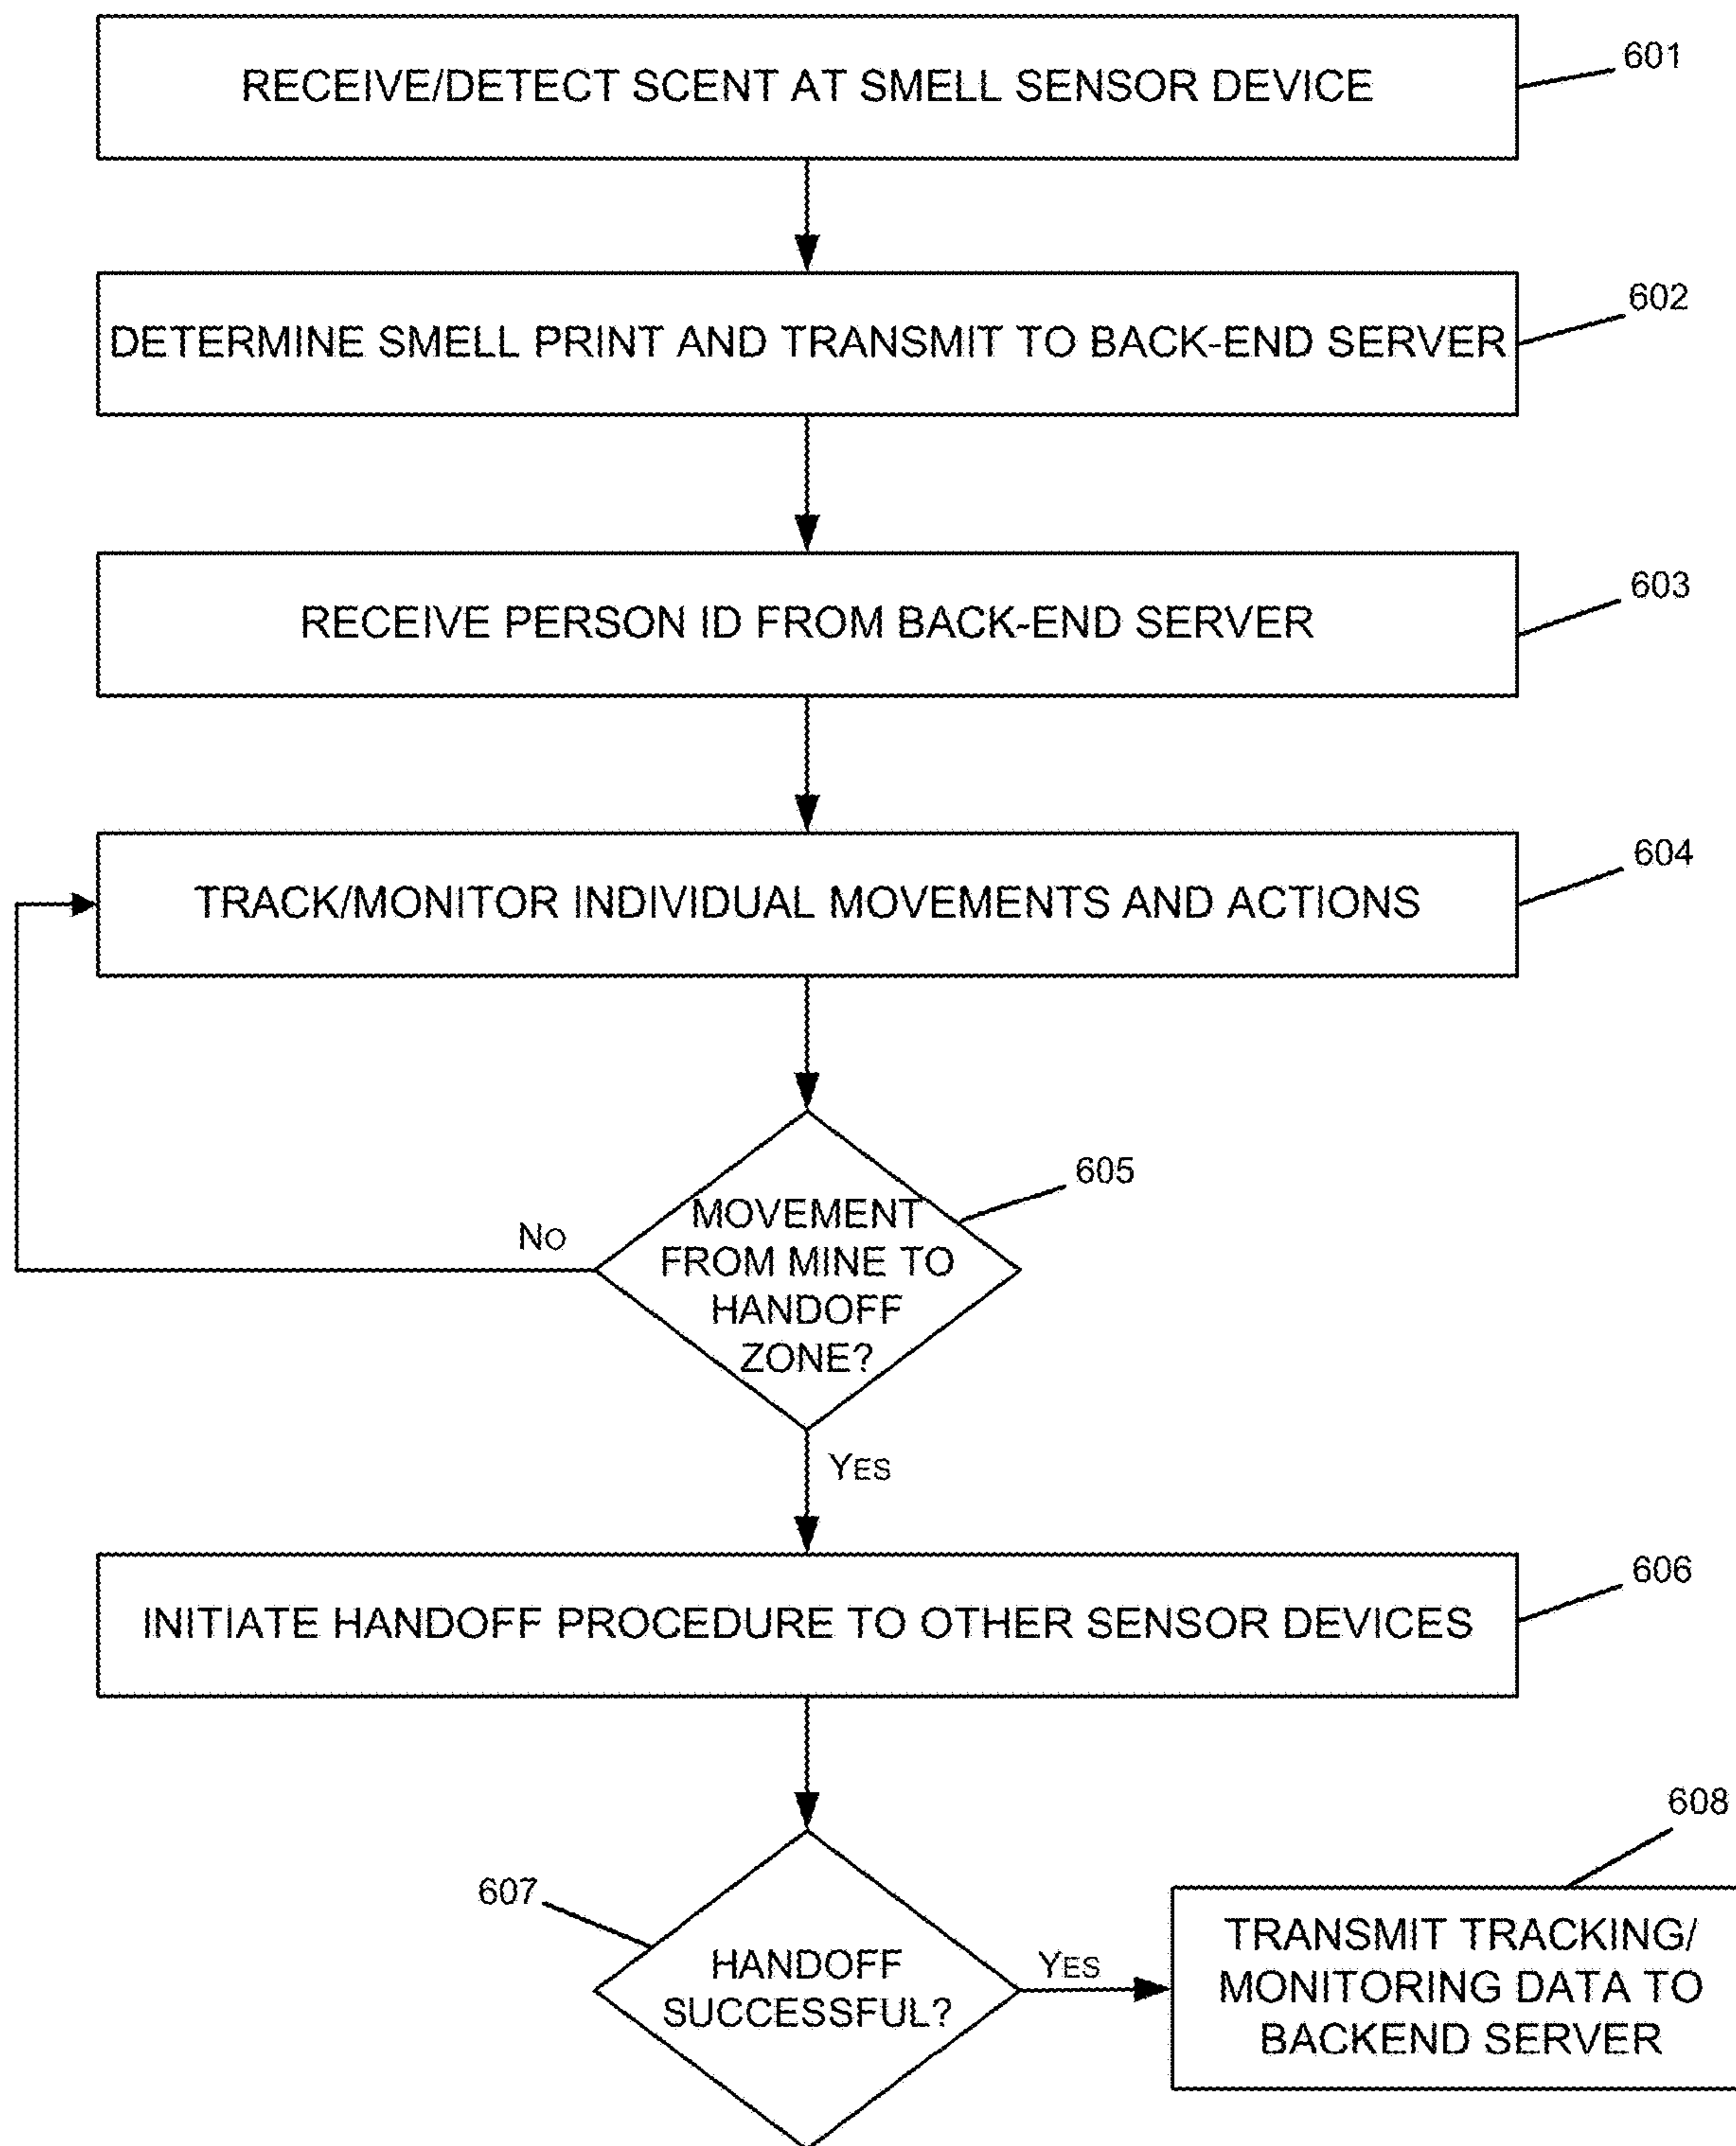 RECEIVE/DETECT SCENT AT SMELL SENSOR DEVICE
601
DETERMINE SMELL PRINT AND TRANSMIT TO BACK-END SERVER
602
RECEIVE PERSON ID FROM BACK-END SERVER
603
TRACK/MONITOR INDIVIDUAL MOVEMENTS AND ACTIONS
604
MOVEMENT
FROM MINE TO
HANDOFF
ZONE?
605
NO
YES
INITIATE HANDOFF PROCEDURE TO OTHER SENSOR DEVICES
606
607
HANDOFF
SUCCESSFUL?
YES
608
TRANSMIT TRACKING/
MONITORING DATA TO
BACKEND SERVER